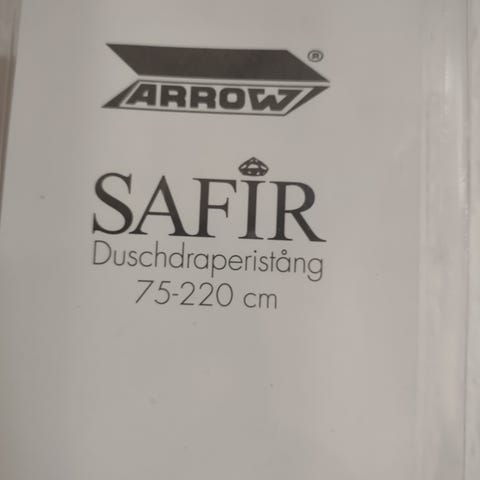 ARROW®
SAFIR
Duschdraperistång
75-220 cm